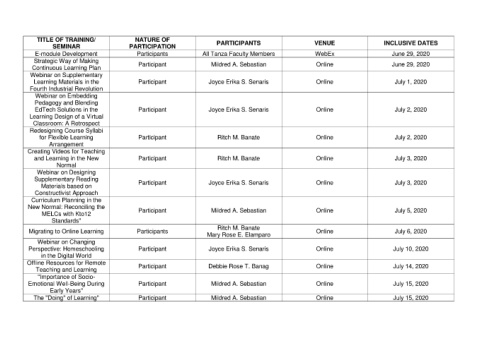 TITLE OF TRAINING/
SEMINAR
NATURE OF
PARTICIPATION
PARTICIPANTS
VENUE
INCLUSIVE DATES
E-module Development
Participants
All Tanza Faculty Members
WebEx
June 29, 2020
Strategic Way of Making
Continuous Learning Plan
Participant
Mildred A. Sebastian
Online
June 29, 2020
Webinar on Supplementary
Learning Materials in the
Fourth Industrial Revolution
Participant
Joyce Erika S. Senaris
Online
July 1, 2020
Webinar on Embedding
Pedagogy and Blending
EdTech Solutions in the
Learning Design of a Virtual
Classroom: A Retrospect
Participant
Joyce Erika S. Senaris
Online
July 2, 2020
Redesigning Course Syllabi
for Flexible Learning
Arrangement
Participant
Ritch M. Banate
Online
July 2, 2020
Creating Videos for Teaching
and Learning in the New
Normal
Participant
Ritch M. Banate
Online
July 3, 2020
Webinar on Designing
Supplementary Reading
Materials based on
Constructivist Approach
Participant
Joyce Erika S. Senaris
Online
July 3, 2020
Curriculum Planning in the
New Normal: Reconciling the
MELCs with Kto12
Standards"
Participant
Mildred A. Sebastian
Online
July 5, 2020
Migrating to Online Learning
Participants
Ritch M. Banate
Mary Rose E. Elamparo
Online
July 6, 2020
Webinar on Changing
Perspective: Homeschooling
in the Digital World
Participant
Joyce Erika S. Senaris
Online
July 10, 2020
Offline Resources for Remote
Teaching and Learning
Participant
Debbie Rose T. Banag
Online
July 14, 2020
"Importance of Socio-
Emotional Well-Being During
Early Years"
Participant
Mildred A. Sebastian
Online
July 15, 2020
The "Doing" of Learning"
Participant
Mildred A. Sebastian
Online
July 15, 2020